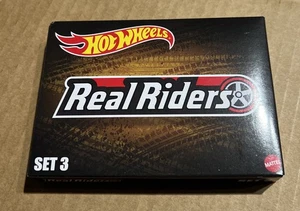 Hot Wheels
Real Riders
SET 3
MATTEL